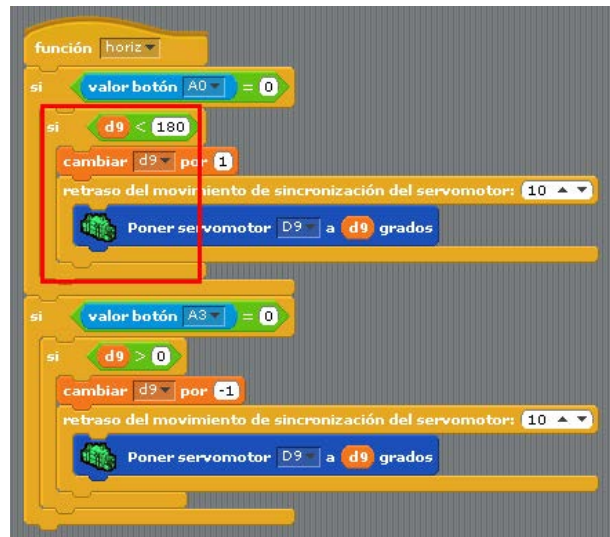 función horiz
si valor botón A0 = 0
si d9 < 180
cambiar d9 por 1
retraso del movimiento de sincronización del servomotor: 10
Poner servomotor D9 a d9 grados
si valor botón A3 = 0
si d9 > 0
cambiar d9 por -1
retraso del movimiento de sincronización del servomotor: 10
Poner servomotor D9 a d9 grados